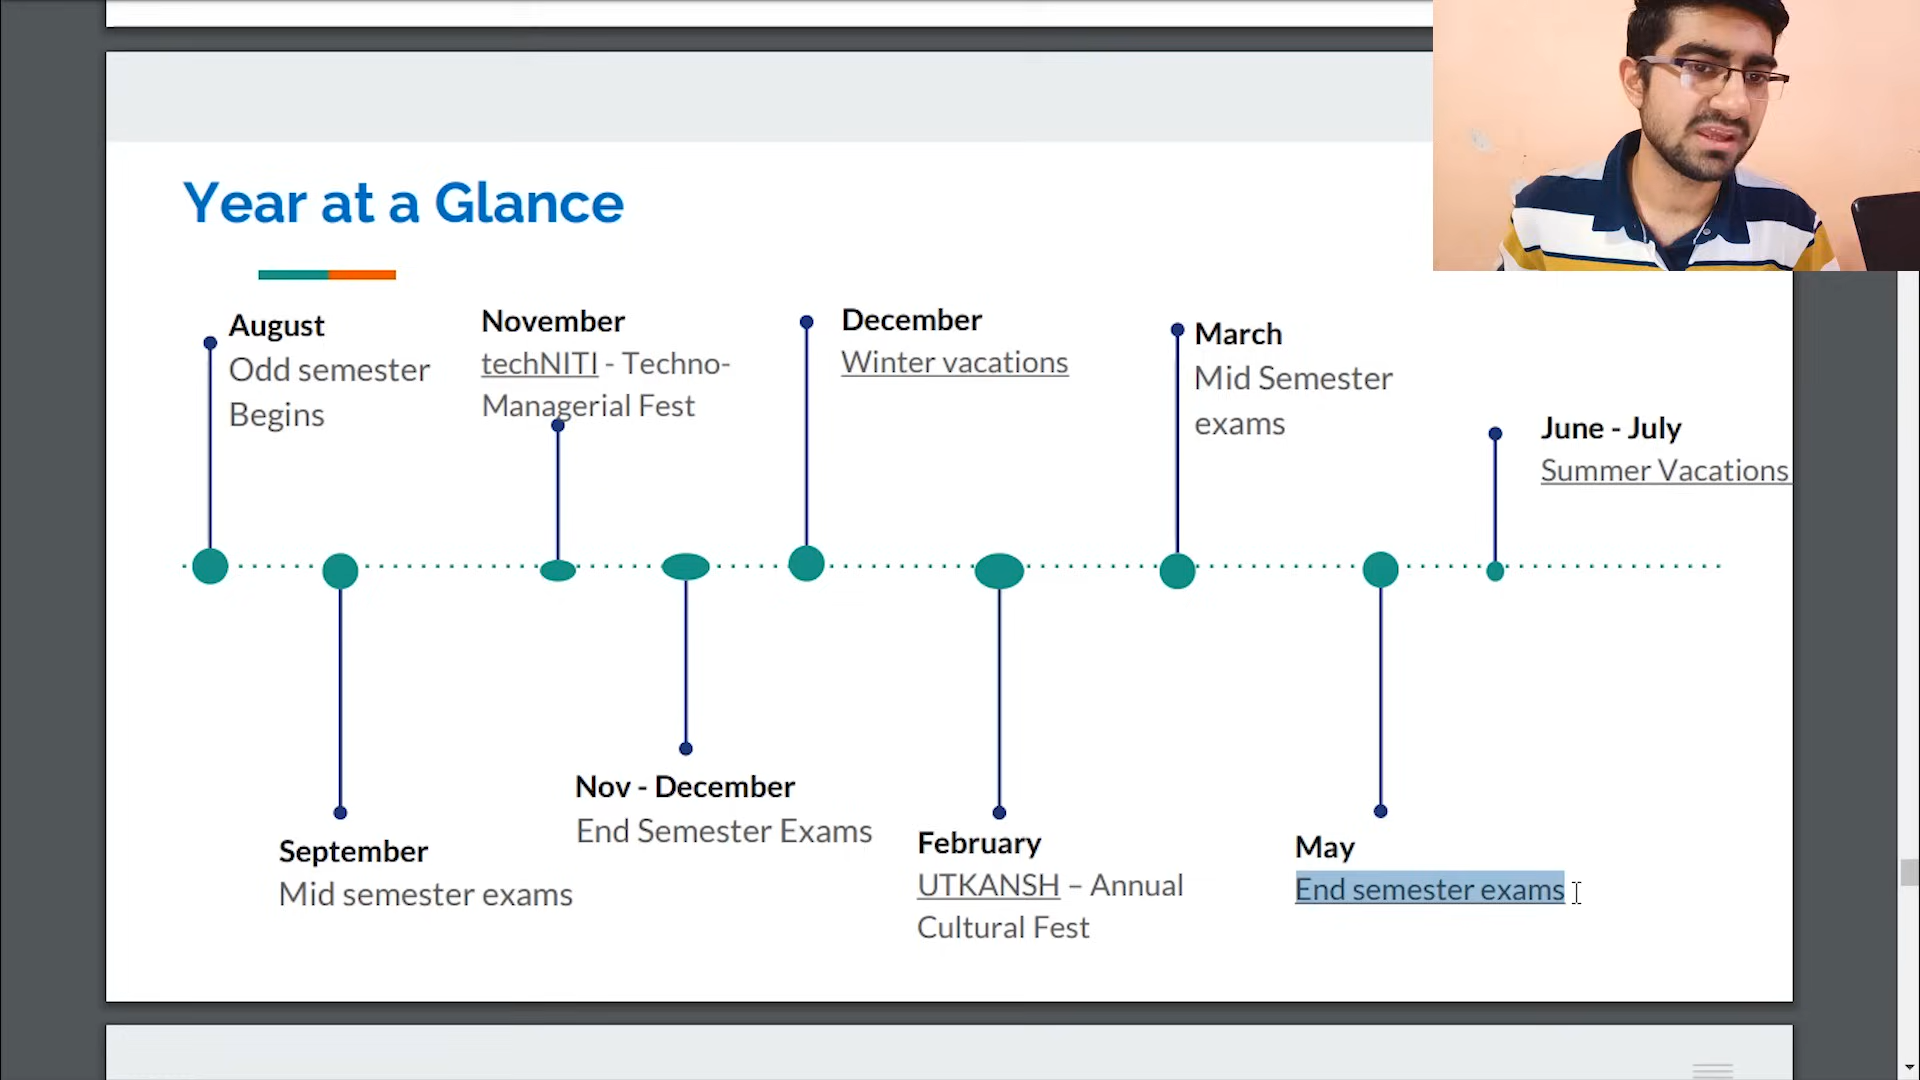 Year at a Glance
August
Odd semester
Begins
November
techNITI - Techno-
Managerial Fest
December
Winter vacations
March
Mid Semester
exams
June - July
Summer Vacations
September
Mid semester exams
Nov - December
End Semester Exams
February
UTKANSH – Annual
Cultural Fest
May
End semester exams